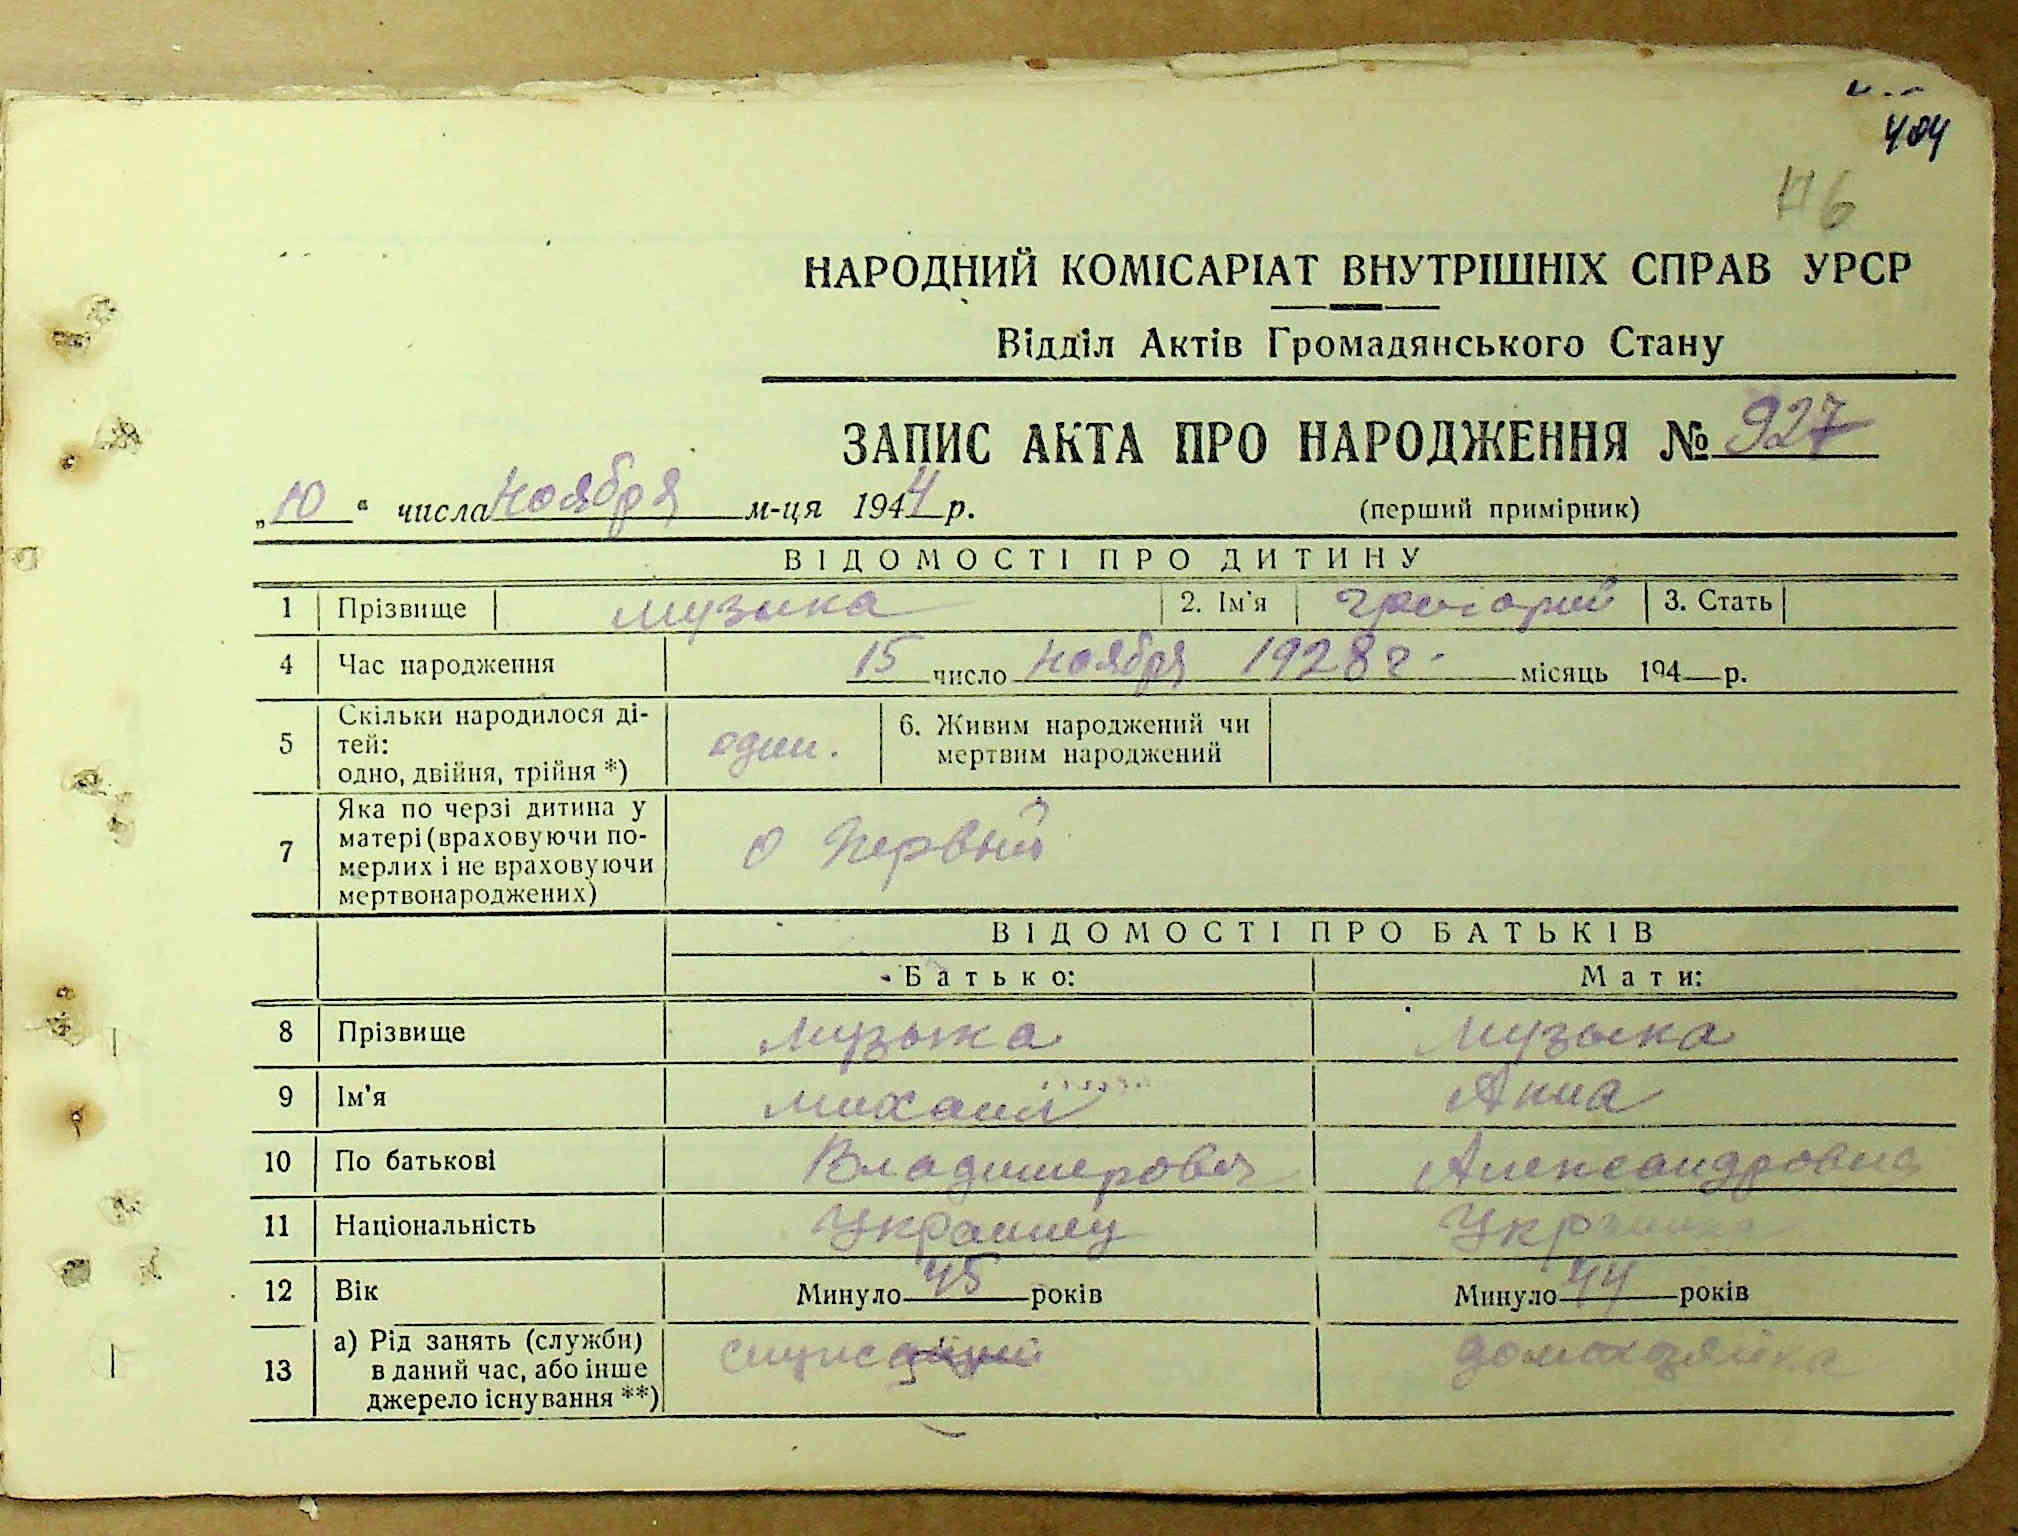 404
НАРОДНИЙ КОМІСАРІАТ ВНУТРІШНІХ СПРАВ УРСР
Відділ Актів Громадянського Стану
ЗАПИС АКТА ПРО НАРОДЖЕННЯ № 927
„10“ числа ноября м-ця 1944 р. (перший примірник)
ВІДОМОСТІ ПРО ДИТИНУ
1 Прізвище музыка 2. Ім'я григорий 3. Стать
4 Час народження 15 число ноября 1928 г. місяць 194 р.
5 Скільки народилося ді-
тей:
одно, двійня, трійня *) один. 6. Живим народжений чи
мертвим народжений
7 Яка по черзі дитина у
матері (враховуючи по-
мерлих і не враховуючи
мертвонароджених) Первый
ВІДОМОСТІ ПРО БАТЬКІВ
Батько: Мати:
8 Прізвище музыка музыка
9 Ім'я михаил Анна
10 По батькові Владимерович Александровна
11 Національність Украинец Украинка
12 Вік Минуло 45 років Минуло 44 років
13 а) Рід занять (служби)
в даний час, або інше
джерело існування **) домохозяйка